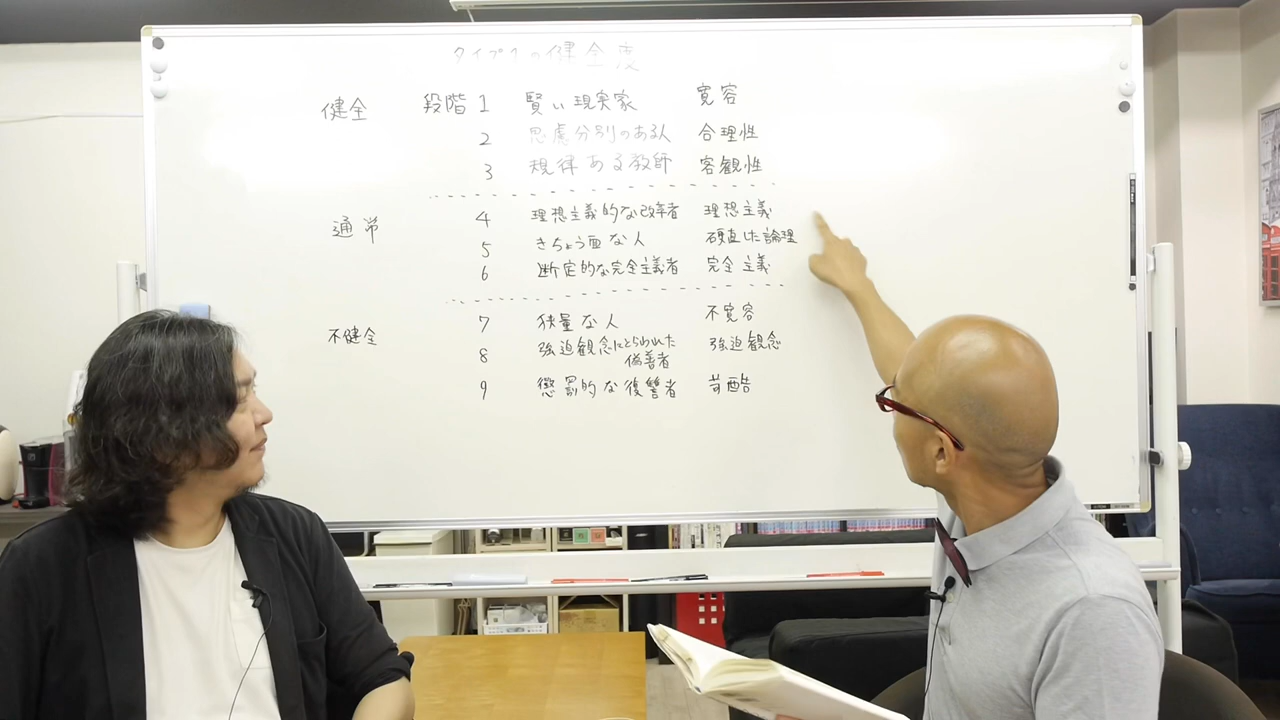 タイプ1の健全度
健全 段階 1 賢い現実家 寛容
2 思慮分別のある人 合理性
3 規律ある教師 客観性
通常 4 理想主義的な改革者 理想主義
5 きちょう面な人 硬直した論理
6 断定的な完全主義者 完全主義
不健全 7 狭量な人 不寛容
8 強迫観念にとらわれた 強迫観念
偽善者
9 懲罰的な復讐者 苛酷